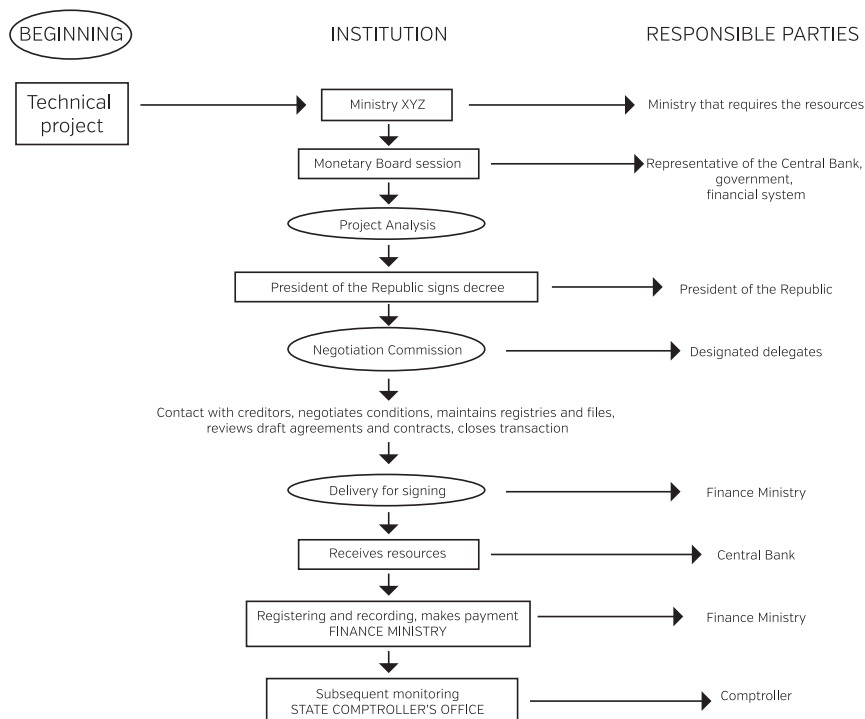 BEGINNING
INSTITUTION
RESPONSIBLE PARTIES
Technical
project
Ministry XYZ
Ministry that requires the resources
Monetary Board session
Representative of the Central Bank,
government,
financial system
Project Analysis
President of the Republic signs decree
President of the Republic
Negotiation Commission
Designated delegates
Contact with creditors, negotiates conditions, maintains registries and files,
reviews draft agreements and contracts, closes transaction
Delivery for signing
Finance Ministry
Receives resources
Central Bank
Registering and recording, makes payment
FINANCE MINISTRY
Finance Ministry
Subsequent monitoring
STATE COMPTROLLER'S OFFICE
Comptroller